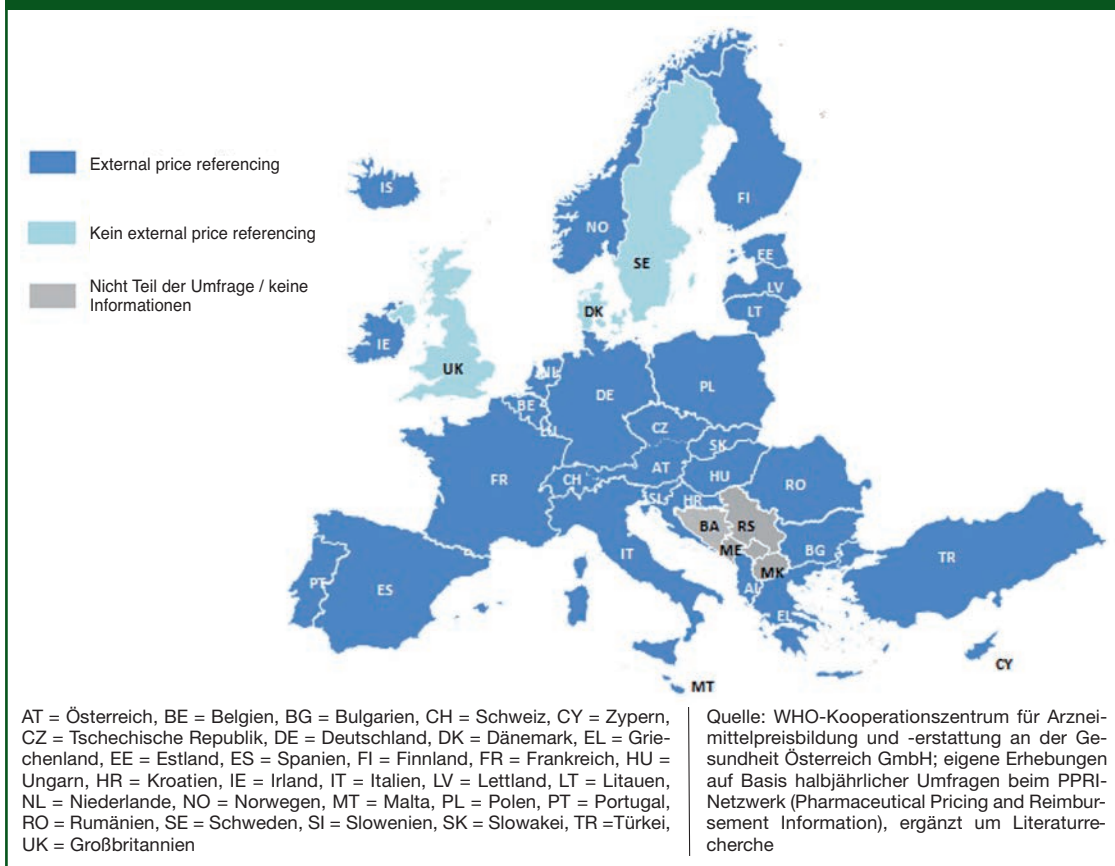 External price referencing
Kein external price referencing
Nicht Teil der Umfrage / keine
Informationen
IS
NO
FI
SE
EE
LV
LT
DK
IE
UK
NL
BE
LU
DE
PL
CZ
SK
AT
HU
RO
FR
CH
SI
HR
BA
RS
ME
MK
BG
IT
AL
EL
TR
PT
ES
CY
MT
AT = Österreich, BE = Belgien, BG = Bulgarien, CH = Schweiz, CY = Zypern,
CZ = Tschechische Republik, DE = Deutschland, DK = Dänemark, EL = Grie-
chenland, EE = Estland, ES = Spanien, FI = Finnland, FR = Frankreich, HU =
Ungarn, HR = Kroatien, IE = Irland, IT = Italien, LV = Lettland, LT = Litauen,
NL = Niederlande, NO = Norwegen, MT = Malta, PL = Polen, PT = Portugal,
RO = Rumänien, SE = Schweden, SI = Slowenien, SK = Slowakei, TR =Türkei,
UK = Großbritannien
Quelle: WHO-Kooperationszentrum für Arznei-
mittelpreisbildung und -erstattung an der Ge-
sundheit Österreich GmbH; eigene Erhebungen
auf Basis halbjährlicher Umfragen beim PPRI-
Netzwerk (Pharmaceutical Pricing and Reimbur-
sement Information), ergänzt um Literaturre-
cherche